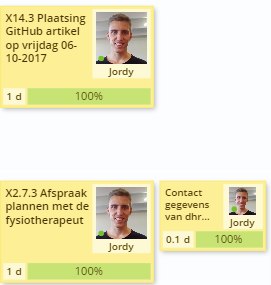 X14.3 Plaatsing
GitHub artikel
op vrijdag 06-
10-2017
Jordy
1 d
100%
X2.7.3 Afspraak
plannen met de
fysiotherapeut
Jordy
1 d
100%
Contact
gegevens
van dhr...
Jordy
0.1 d
100%